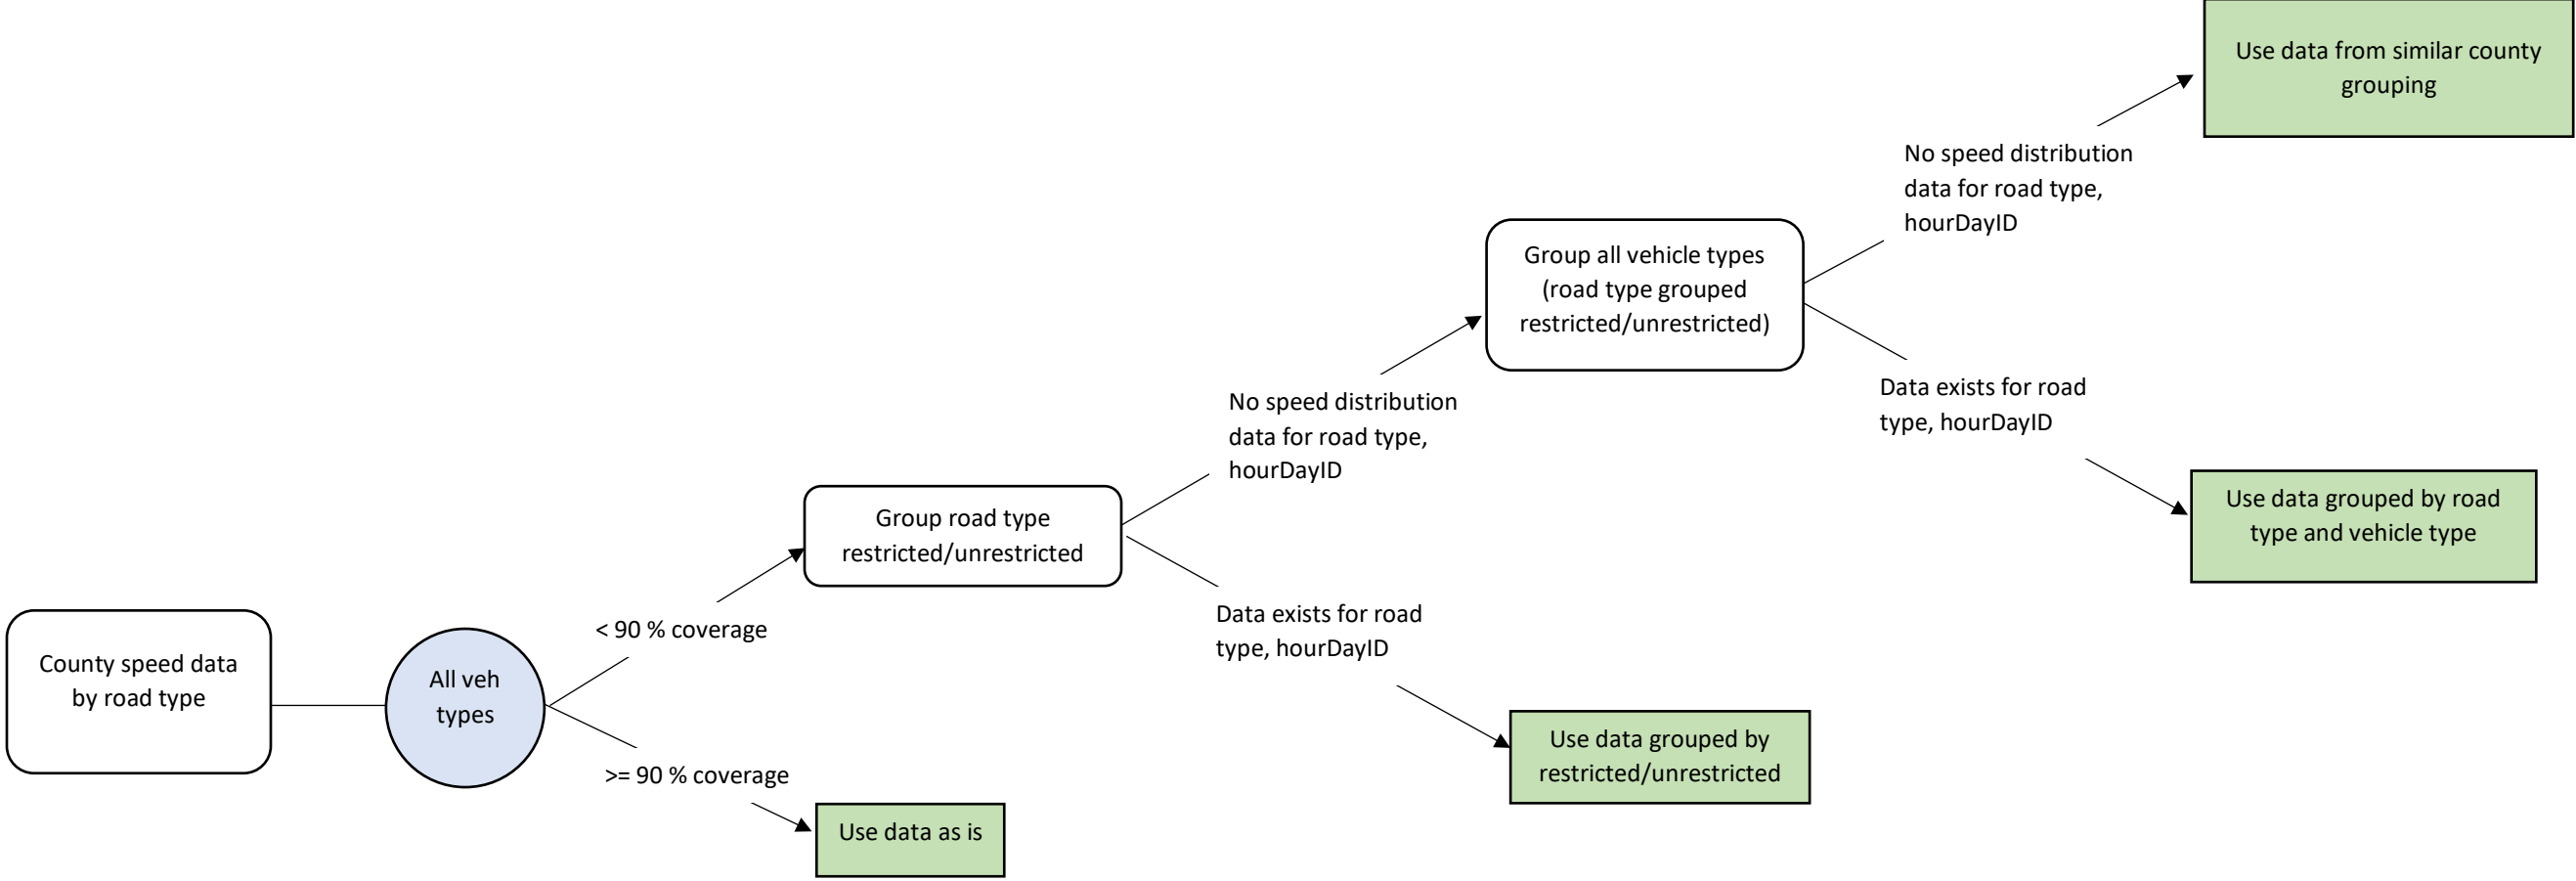 County speed data
by road type
All veh
types
< 90 % coverage
>= 90 % coverage
Use data as is
Group road type
restricted/unrestricted
No speed distribution
data for road type,
hourDayID
Data exists for road
type, hourDayID
Use data grouped by
restricted/unrestricted
Group all vehicle types
(road type grouped
restricted/unrestricted)
No speed distribution
data for road type,
hourDayID
Data exists for road
type, hourDayID
Use data from similar county
grouping
Use data grouped by road
type and vehicle type